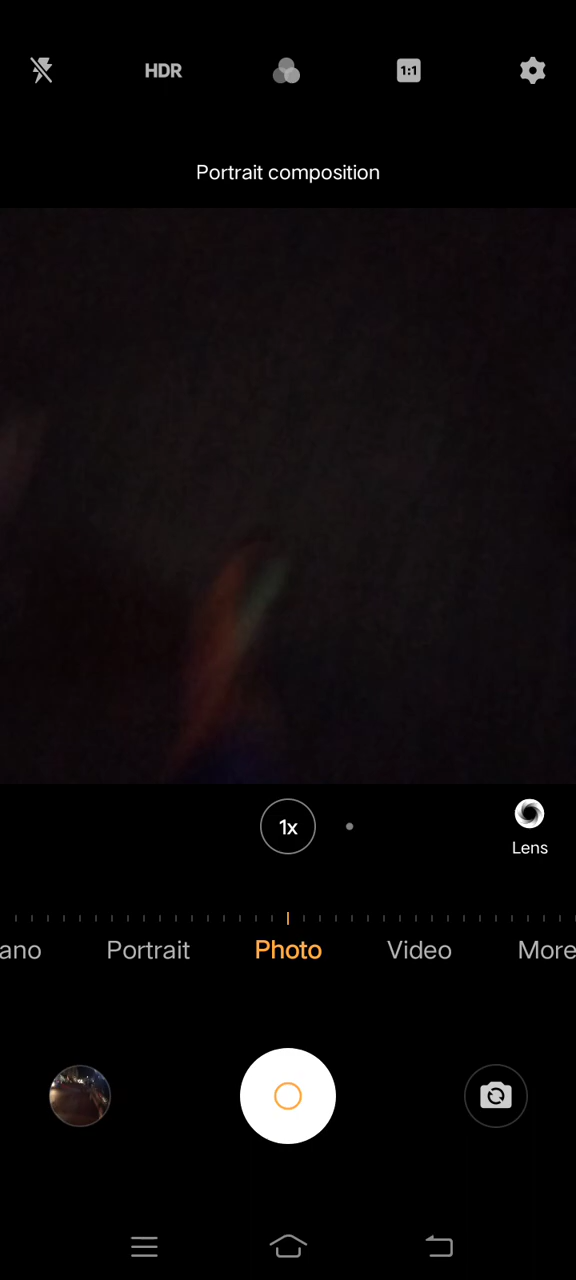 HDR
1:1
Portrait composition
1x
Lens
ano Portrait Photo Video More